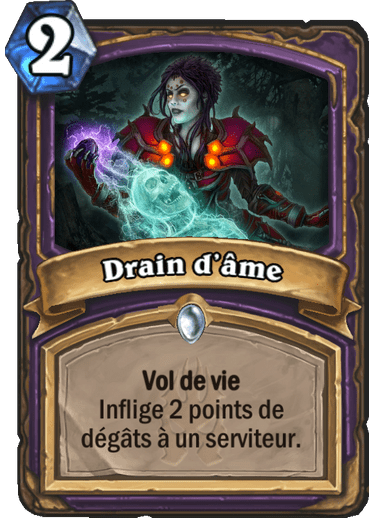 2
Drain d'âme
Vol de vie
Inflige 2 points de
dégâts à un serviteur.